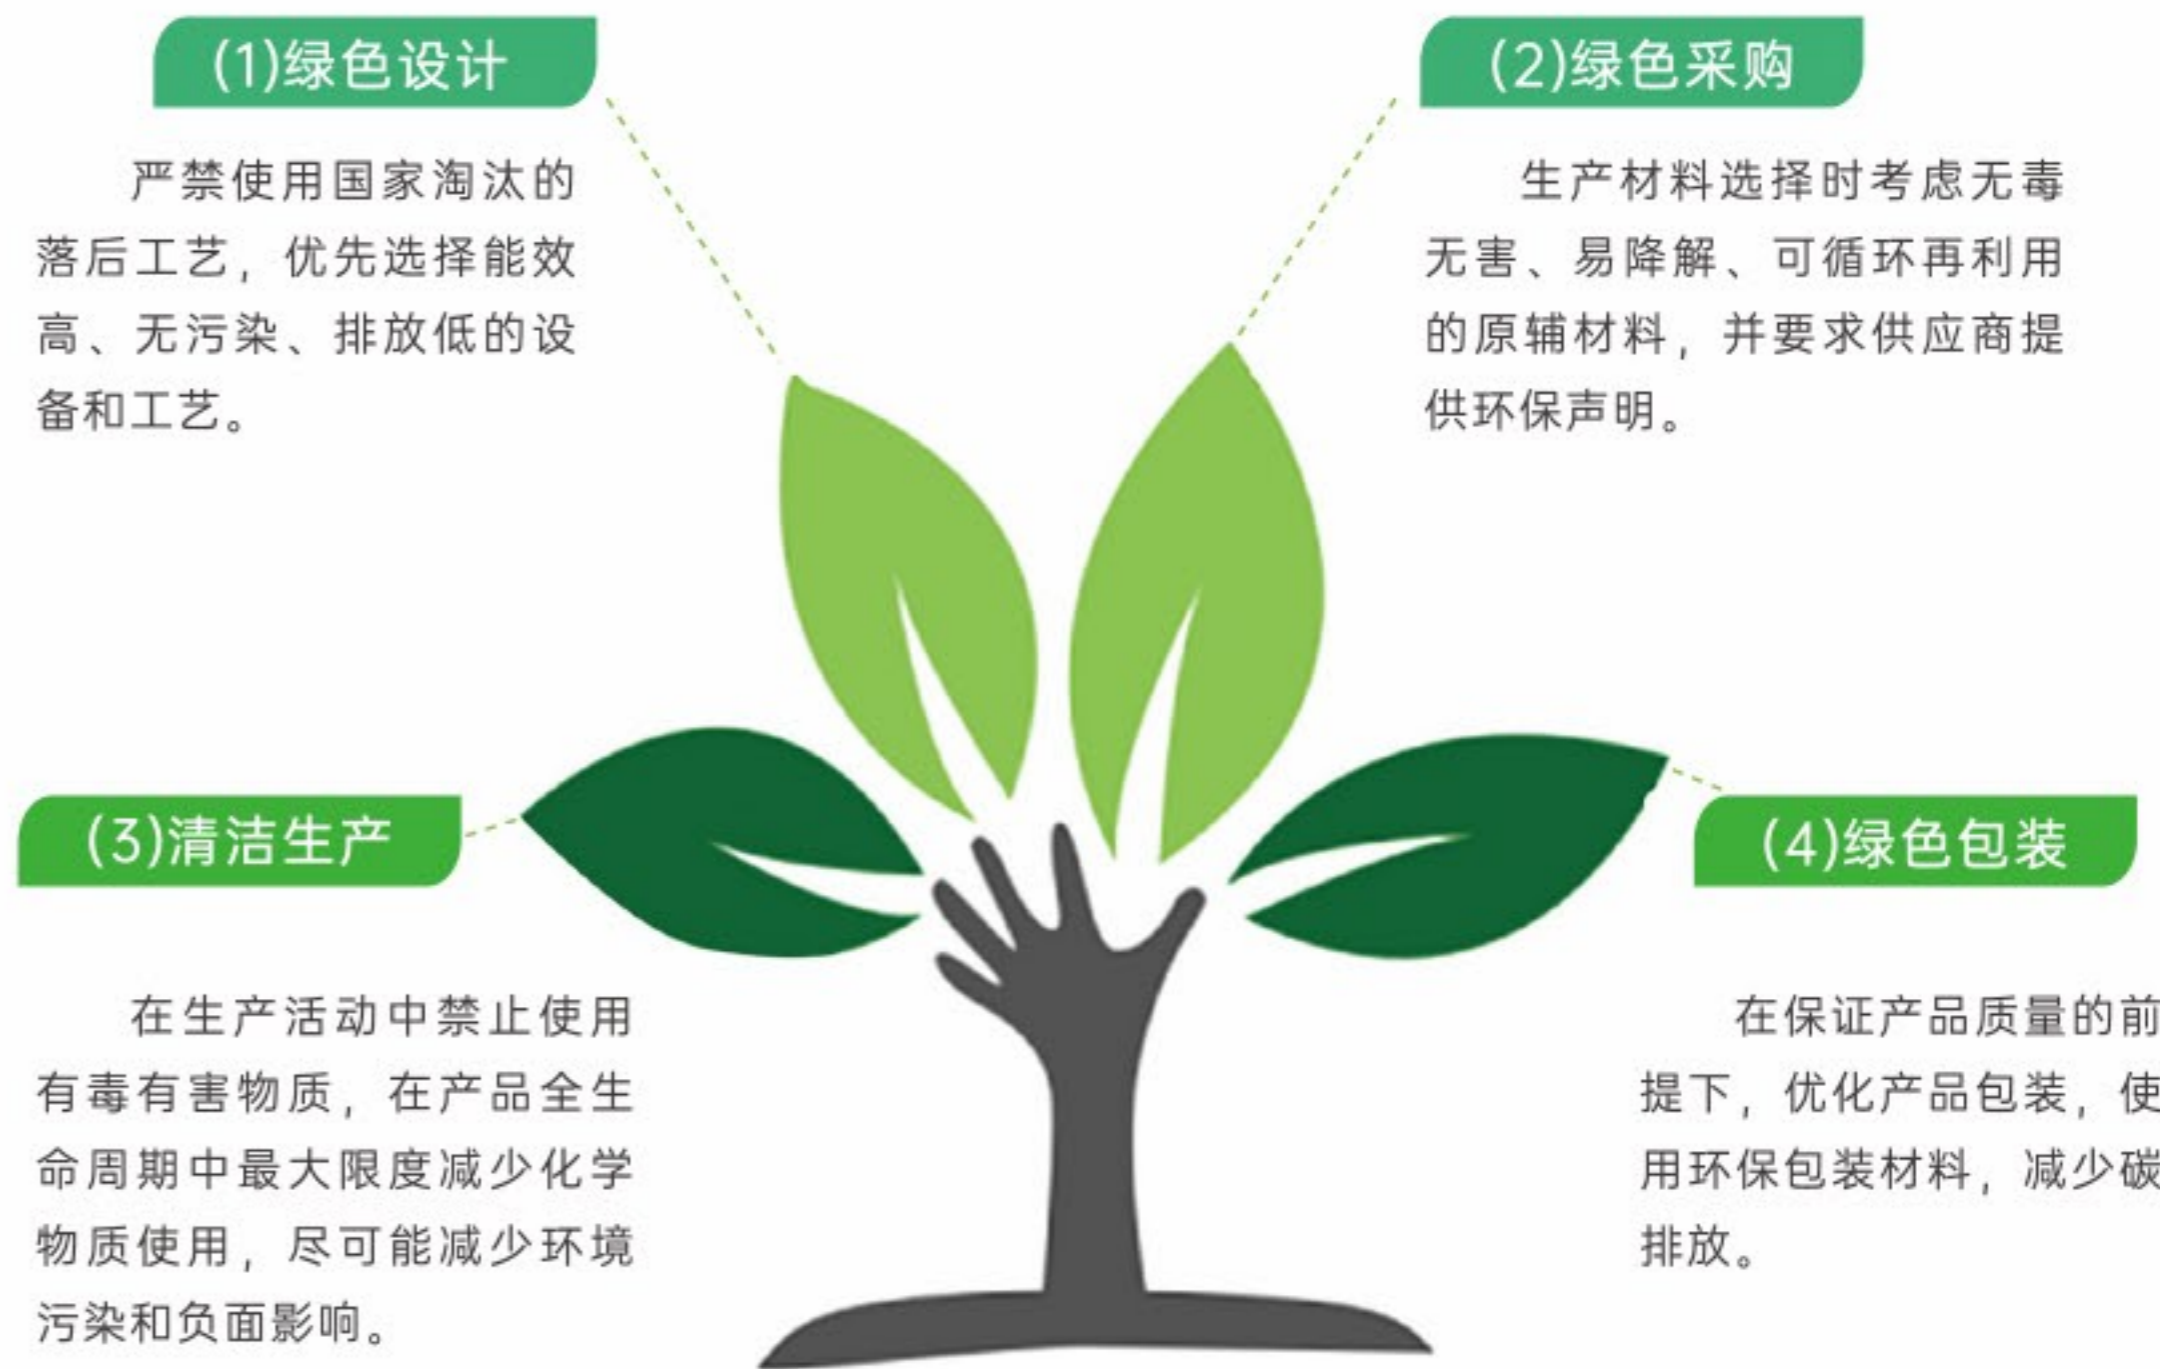 (1)绿色设计
严禁使用国家淘汰的
落后工艺，优先选择能效
高、无污染、排放低的设
备和工艺。
(2)绿色采购
生产材料选择时考虑无毒
无害、易降解、可循环再利用
的原辅材料，并要求供应商提
供环保声明。
(3)清洁生产
在生产活动中禁止使用
有毒有害物质，在产品全生
命周期中最大限度减少化学
物质使用，尽可能减少环境
污染和负面影响。
(4)绿色包装
在保证产品质量的前
提下，优化产品包装，使
用环保包装材料，减少碳
排放。